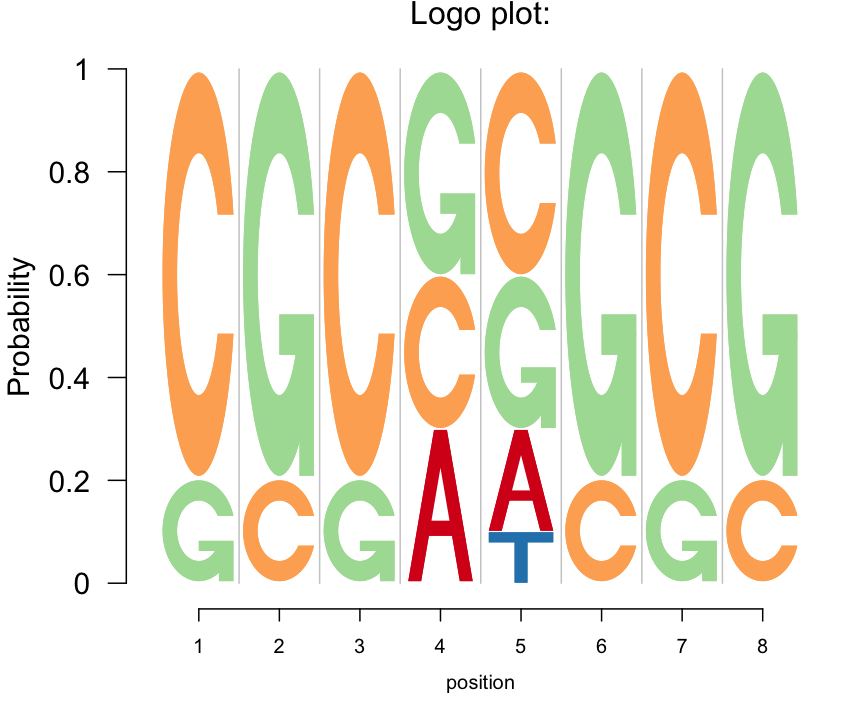 Logo plot:
Probability
1
0.8
0.6
0.4
0.2
0
C G C G C G C G
C G
G C G A A C G C
T
1 2 3 4 5 6 7 8
position